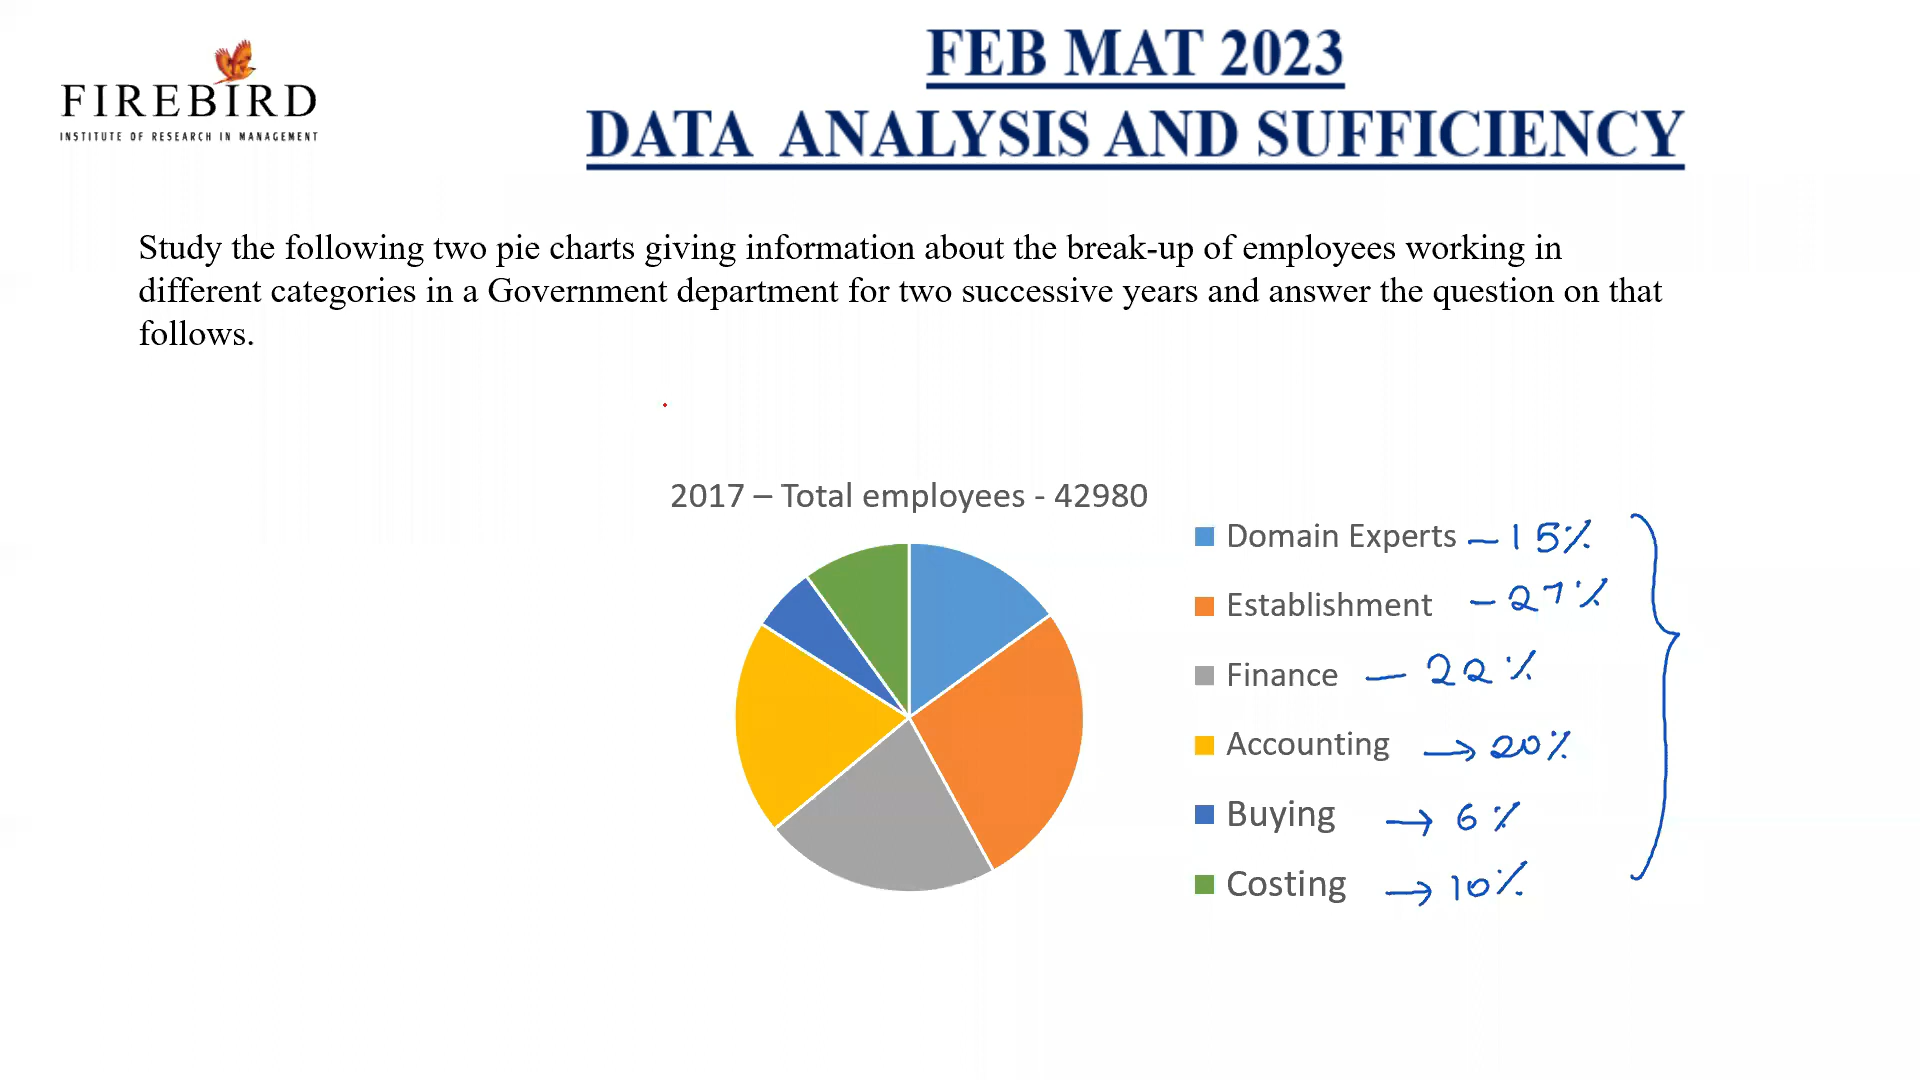 FIREBIRD
INSTITUTE OF RESEARCH IN MANAGEMENT
FEB MAT 2023
DATA ANALYSIS AND SUFFICIENCY
Study the following two pie charts giving information about the break-up of employees working in
different categories in a Government department for two successive years and answer the question on that
follows.
2017 – Total employees - 42980
Domain Experts – 15%
Establishment – 27%
Finance – 22%
Accounting → 20%
Buying → 6%
Costing → 10%